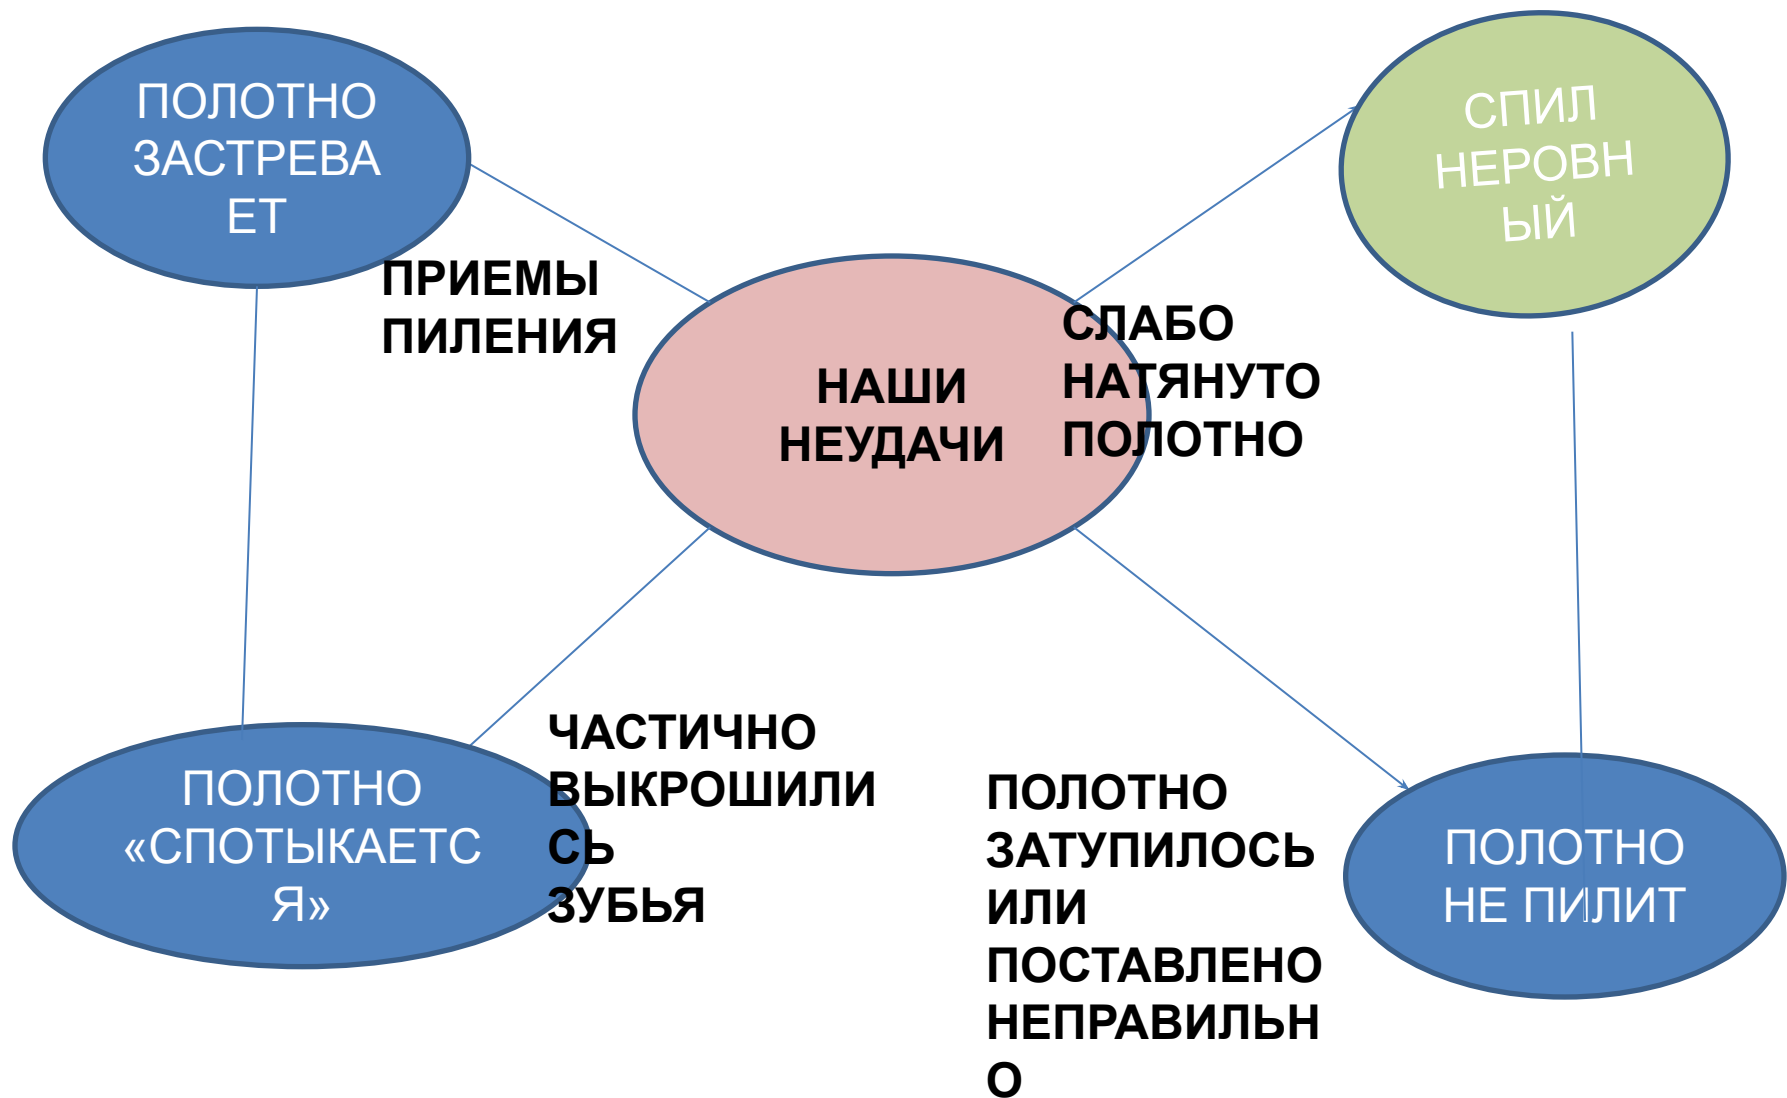 ПОЛОТНО
ЗАСТРЕВА
ЕТ
ПРИЕМЫ
ПИЛЕНИЯ
СПИЛ
НЕРОВН
ЫЙ
НАШИ
НЕУДАЧИ
СЛАБО
НАТЯНУТО
ПОЛОТНО
ПОЛОТНО
«СПОТЫКАЕТС
Я»
ЧАСТИЧНО
ВЫКРОШИЛИ
СЬ
ЗУБЬЯ
ПОЛОТНО
ЗАТУПИЛОСЬ
ИЛИ
ПОСТАВЛЕНО
НЕПРАВИЛЬН
О
ПОЛОТНО
НЕ ПИЛИТ